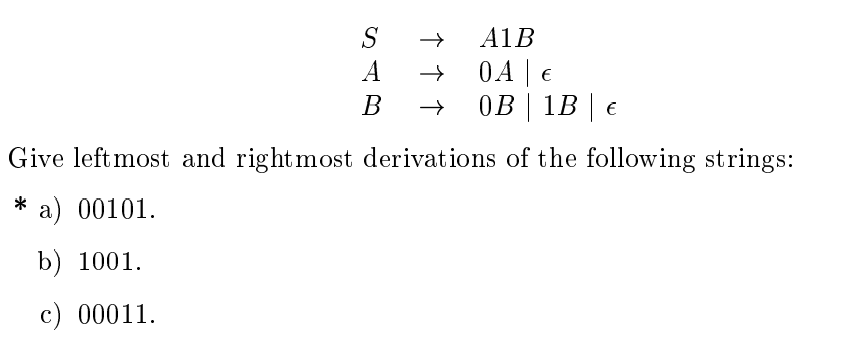 S → A1B
A → 0A | ϵ
B → 0B | 1B | ϵ
Give leftmost and rightmost derivations of the following strings:
* a) 00101.
b) 1001.
c) 00011.